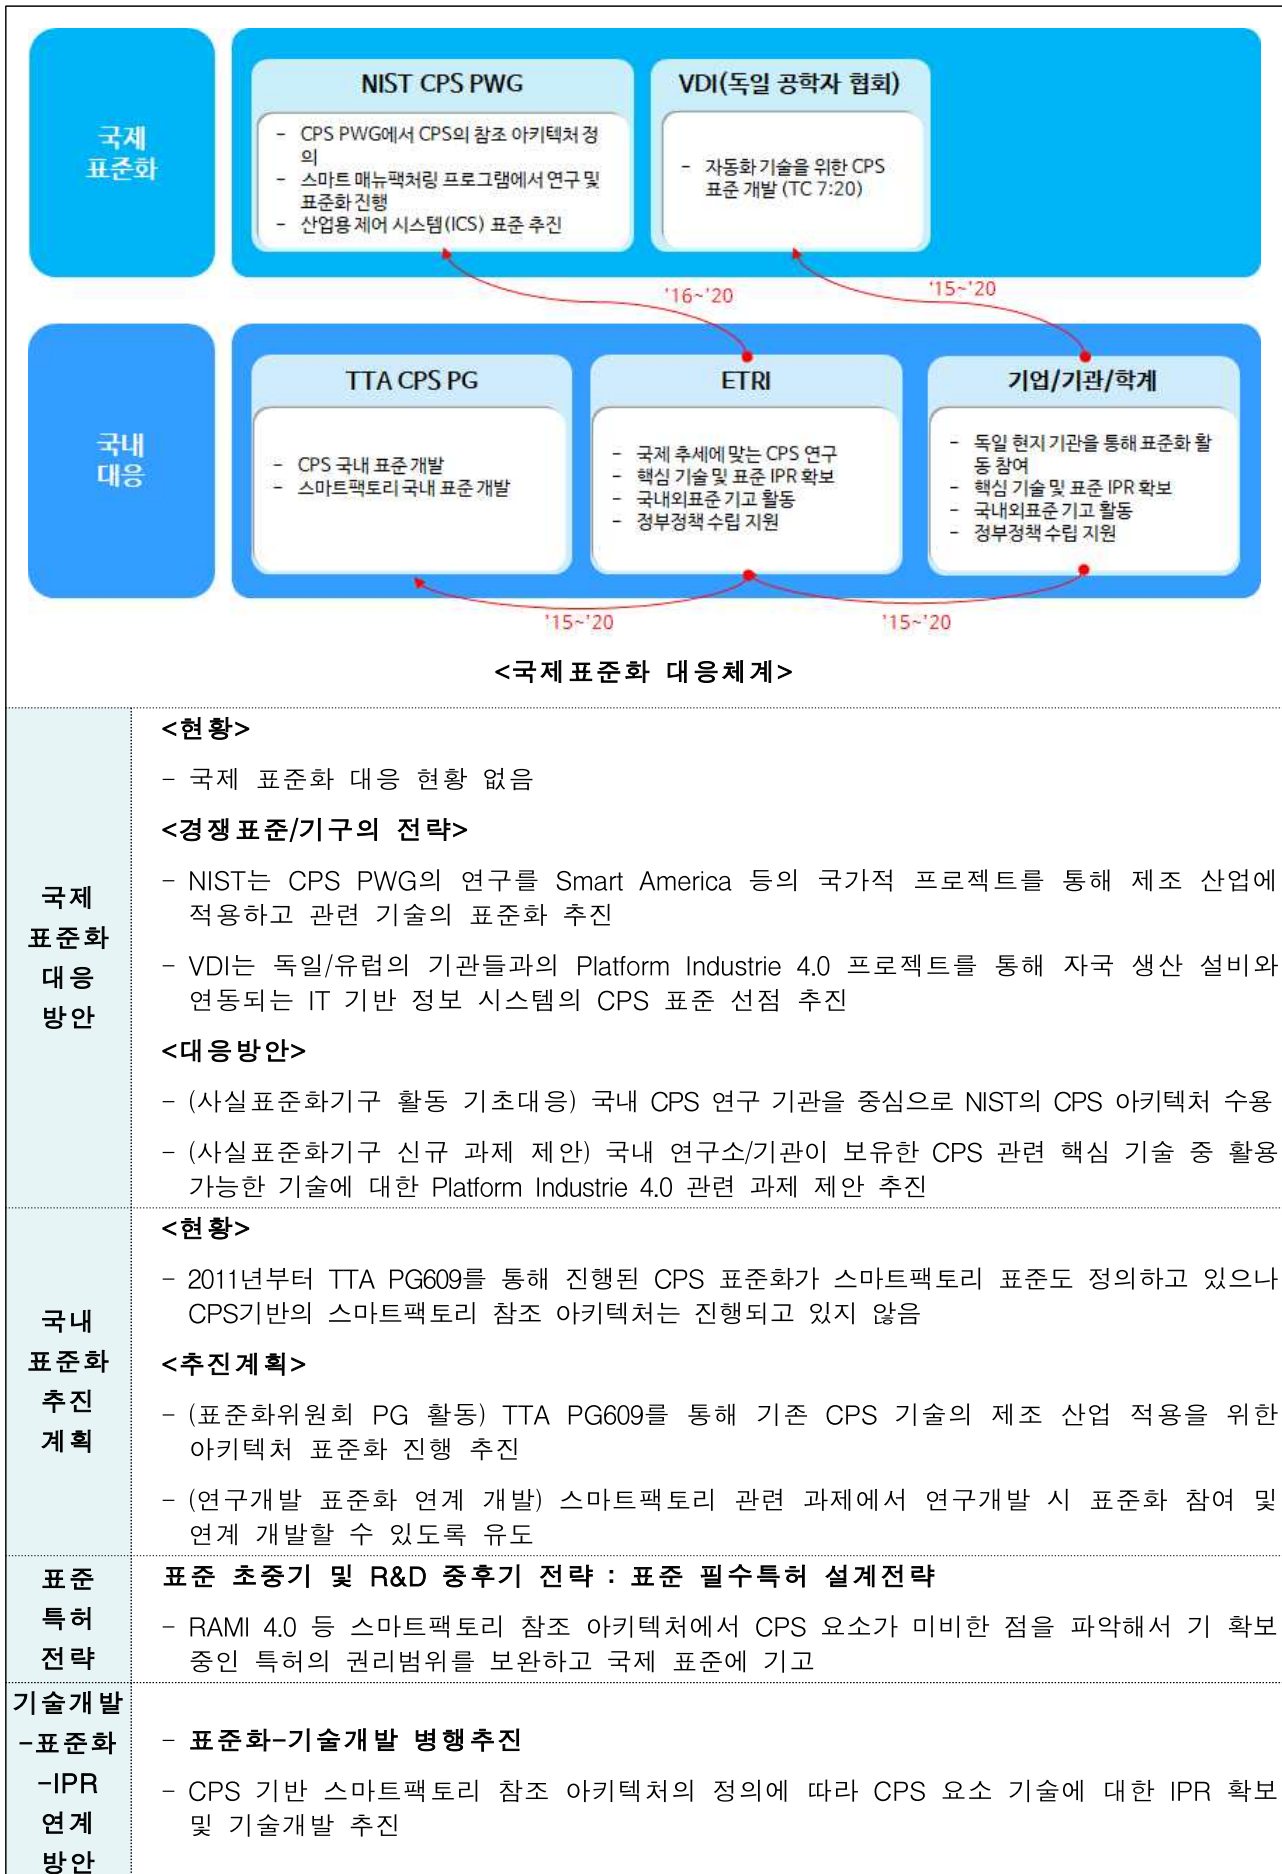 국제
표준화
NIST CPS PWG
- CPS PWG에서 CPS의 참조 아키텍처 정
의
- 스마트 매뉴팩처링 프로그램에서 연구 및
표준화 진행
- 산업용 제어 시스템(ICS) 표준 추진
VDI(독일 공학자 협회)
- 자동화 기술을 위한 CPS
표준 개발 (TC 7:20)
'16~'20
'15~'20
국내
대응
TTA CPS PG
- CPS 국내 표준 개발
- 스마트팩토리 국내 표준 개발
ETRI
- 국제 추세에 맞는 CPS 연구
- 핵심 기술 및 표준 IPR 확보
- 국내외표준 기고 활동
- 정부정책 수립 지원
기업/기관/학계
- 독일 현지 기관을 통해 표준화 활
동 참여
- 핵심 기술 및 표준 IPR 확보
- 국내외표준 기고 활동
- 정부정책 수립 지원
'15~'20
'15~'20
<국제표준화 대응체계>
국제
표준화
대응
방안
<현황>
- 국제 표준화 대응 현황 없음
<경쟁표준/기구의 전략>
- NIST는 CPS PWG의 연구를 Smart America 등의 국가적 프로젝트를 통해 제조 산업에
적용하고 관련 기술의 표준화 추진
- VDI는 독일/유럽의 기관들과의 Platform Industrie 4.0 프로젝트를 통해 자국 생산 설비와
연동되는 IT 기반 정보 시스템의 CPS 표준 선점 추진
<대응방안>
- (사실표준화기구 활동 기초대응) 국내 CPS 연구 기관을 중심으로 NIST의 CPS 아키텍처 수용
- (사실표준화기구 신규 과제 제안) 국내 연구소/기관이 보유한 CPS 관련 핵심 기술 중 활용
가능한 기술에 대한 Platform Industrie 4.0 관련 과제 제안 추진
국내
표준화
추진
계획
<현황>
- 2011년부터 TTA PG609를 통해 진행된 CPS 표준화가 스마트팩토리 표준도 정의하고 있으나
CPS기반의 스마트팩토리 참조 아키텍처는 진행되고 있지 않음
<추진계획>
- (표준화위원회 PG 활동) TTA PG609를 통해 기존 CPS 기술의 제조 산업 적용을 위한
아키텍처 표준화 진행 추진
- (연구개발 표준화 연계 개발) 스마트팩토리 관련 과제에서 연구개발 시 표준화 참여 및
연계 개발할 수 있도록 유도
표준
특허
전략
표준 초중기 및 R&D 중후기 전략 : 표준 필수특허 설계전략
- RAMI 4.0 등 스마트팩토리 참조 아키텍처에서 CPS 요소가 미비한 점을 파악해서 기 확보
중인 특허의 권리범위를 보완하고 국제 표준에 기고
기술개발
-표준화
-IPR
연계
방안
- 표준화-기술개발 병행추진
- CPS 기반 스마트팩토리 참조 아키텍처의 정의에 따라 CPS 요소 기술에 대한 IPR 확보
및 기술개발 추진